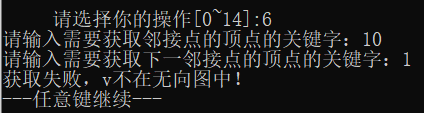 请选择你的操作[0~14]:6
请输入需要获取邻接点的顶点的关键字：10
请输入需要获取下一邻接点的顶点的关键字：1
获取失败，v不在无向图中！
---任意键继续---